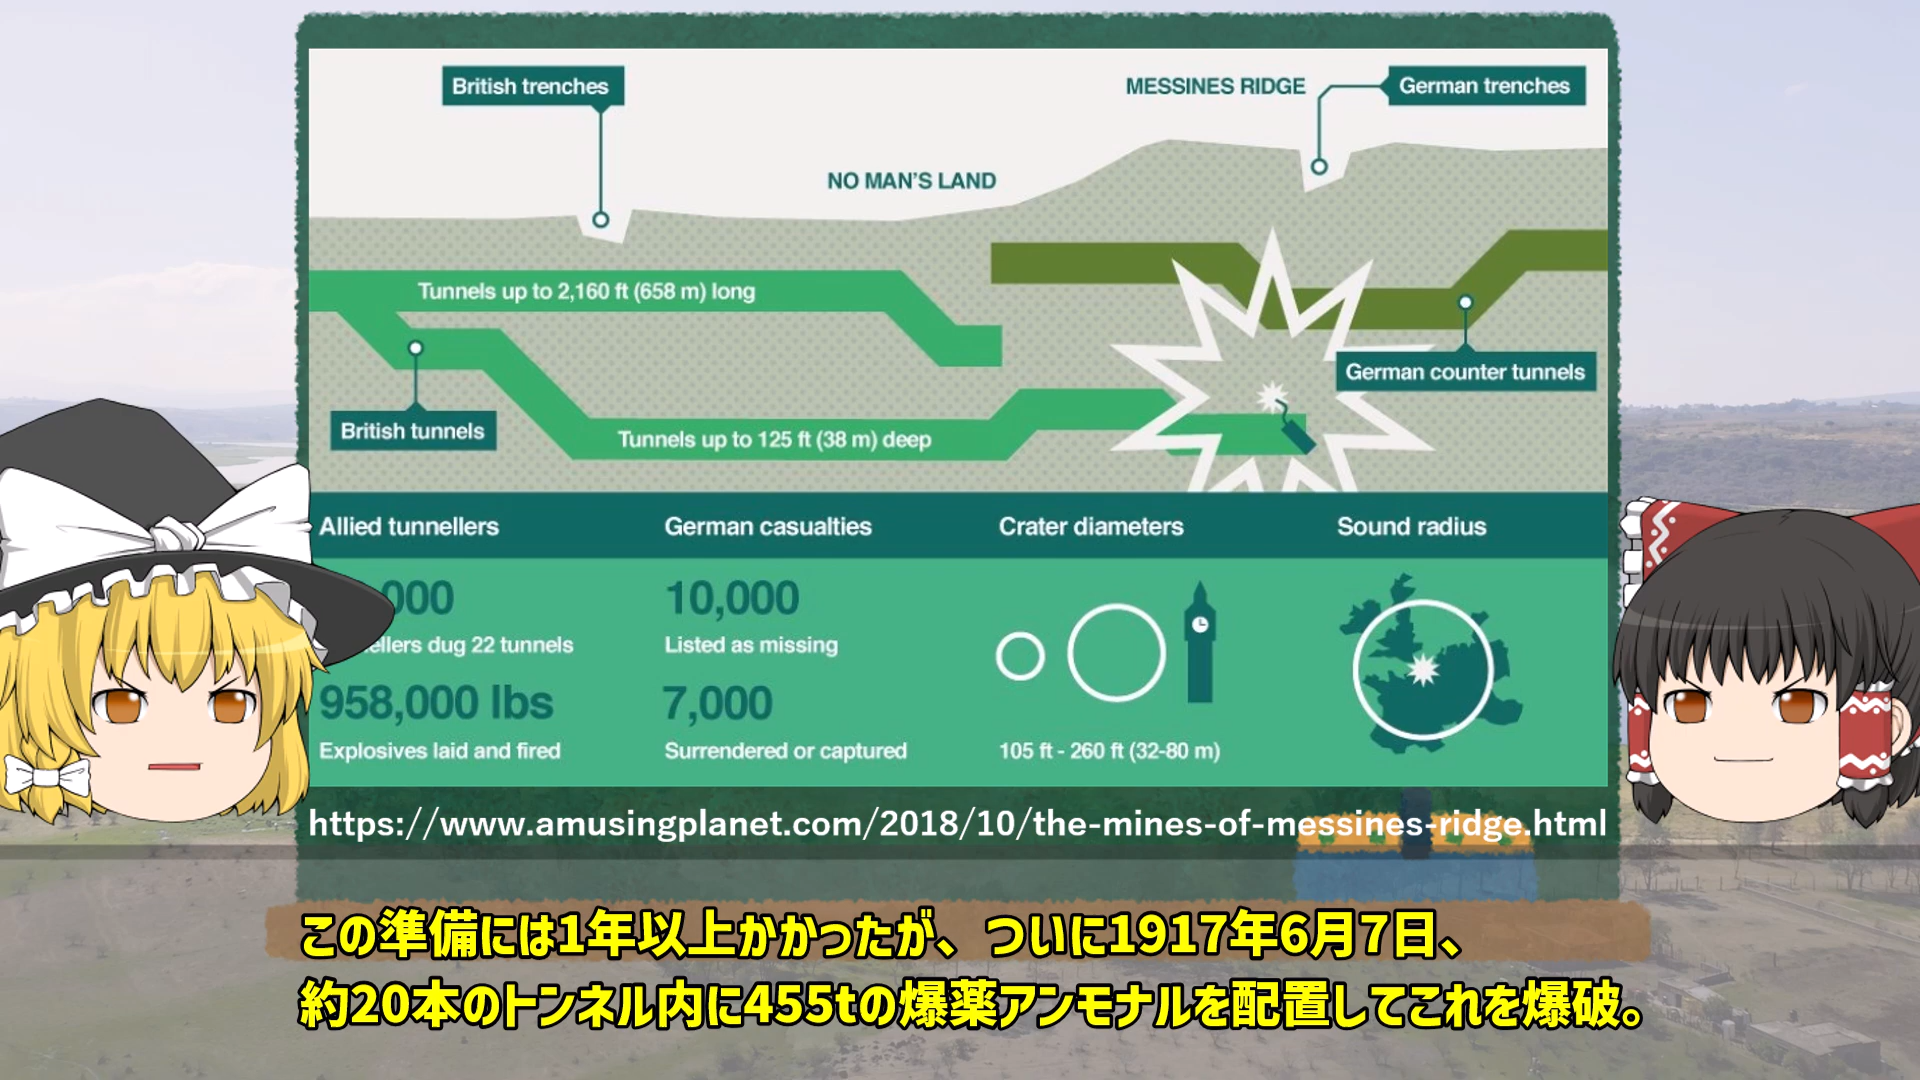 British trenches
MESSINES RIDGE
German trenches
NO MAN'S LAND
Tunnels up to 2,160 ft (658 m) long
German counter tunnels
British tunnels
Tunnels up to 125 ft (38 m) deep
Allied tunnellers
German casualties
Crater diameters
Sound radius
000
10,000
dug 22 tunnels
Listed as missing
958,000 lbs
7,000
Explosives laid and fired
Surrendered or captured
105 ft - 260 ft (32-80 m)
https://www.amusingplanet.com/2018/10/the-mines-of-messines-ridge.html
この準備には1年以上かかったが、ついに1917年6月7日、
約20本のトンネル内に455tの爆薬アンモナルを配置してこれを爆破。